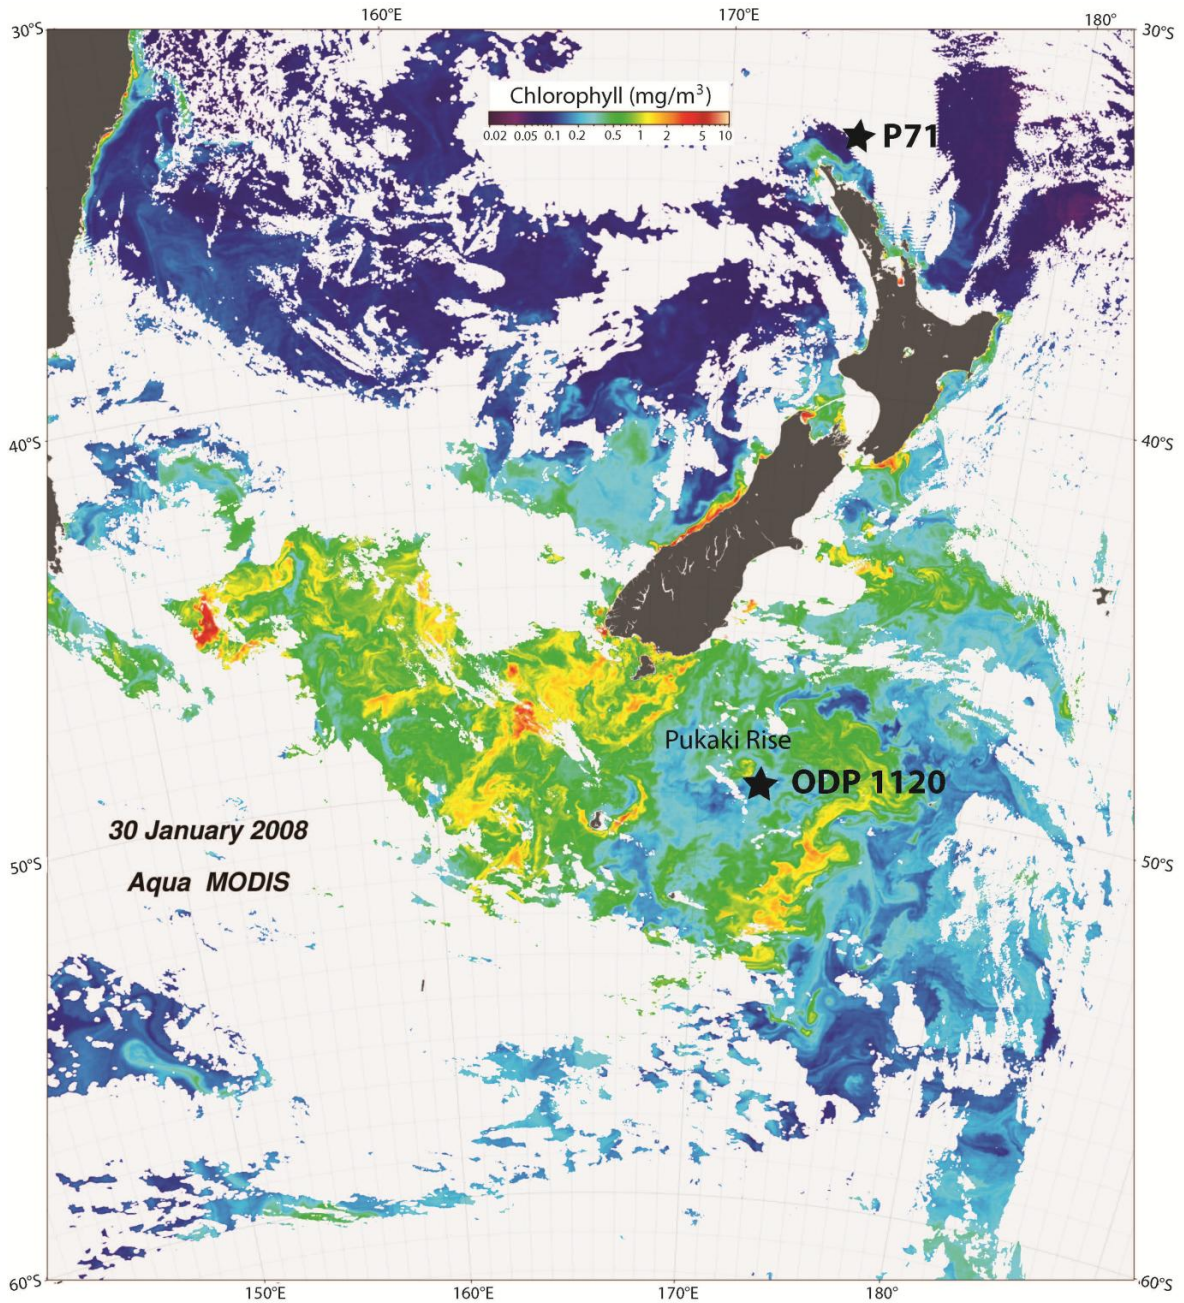 160°E 170°E 180°
30°S 30°S
Chlorophyll (mg/m³)
0.02 0.05 0.1 0.2 0.5 1 2 5 10
P71
40°S 40°S
Pukaki Rise
ODP 1120
30 January 2008
Aqua MODIS
50°S 50°S
60°S 60°S
150°E 160°E 170°E 180°